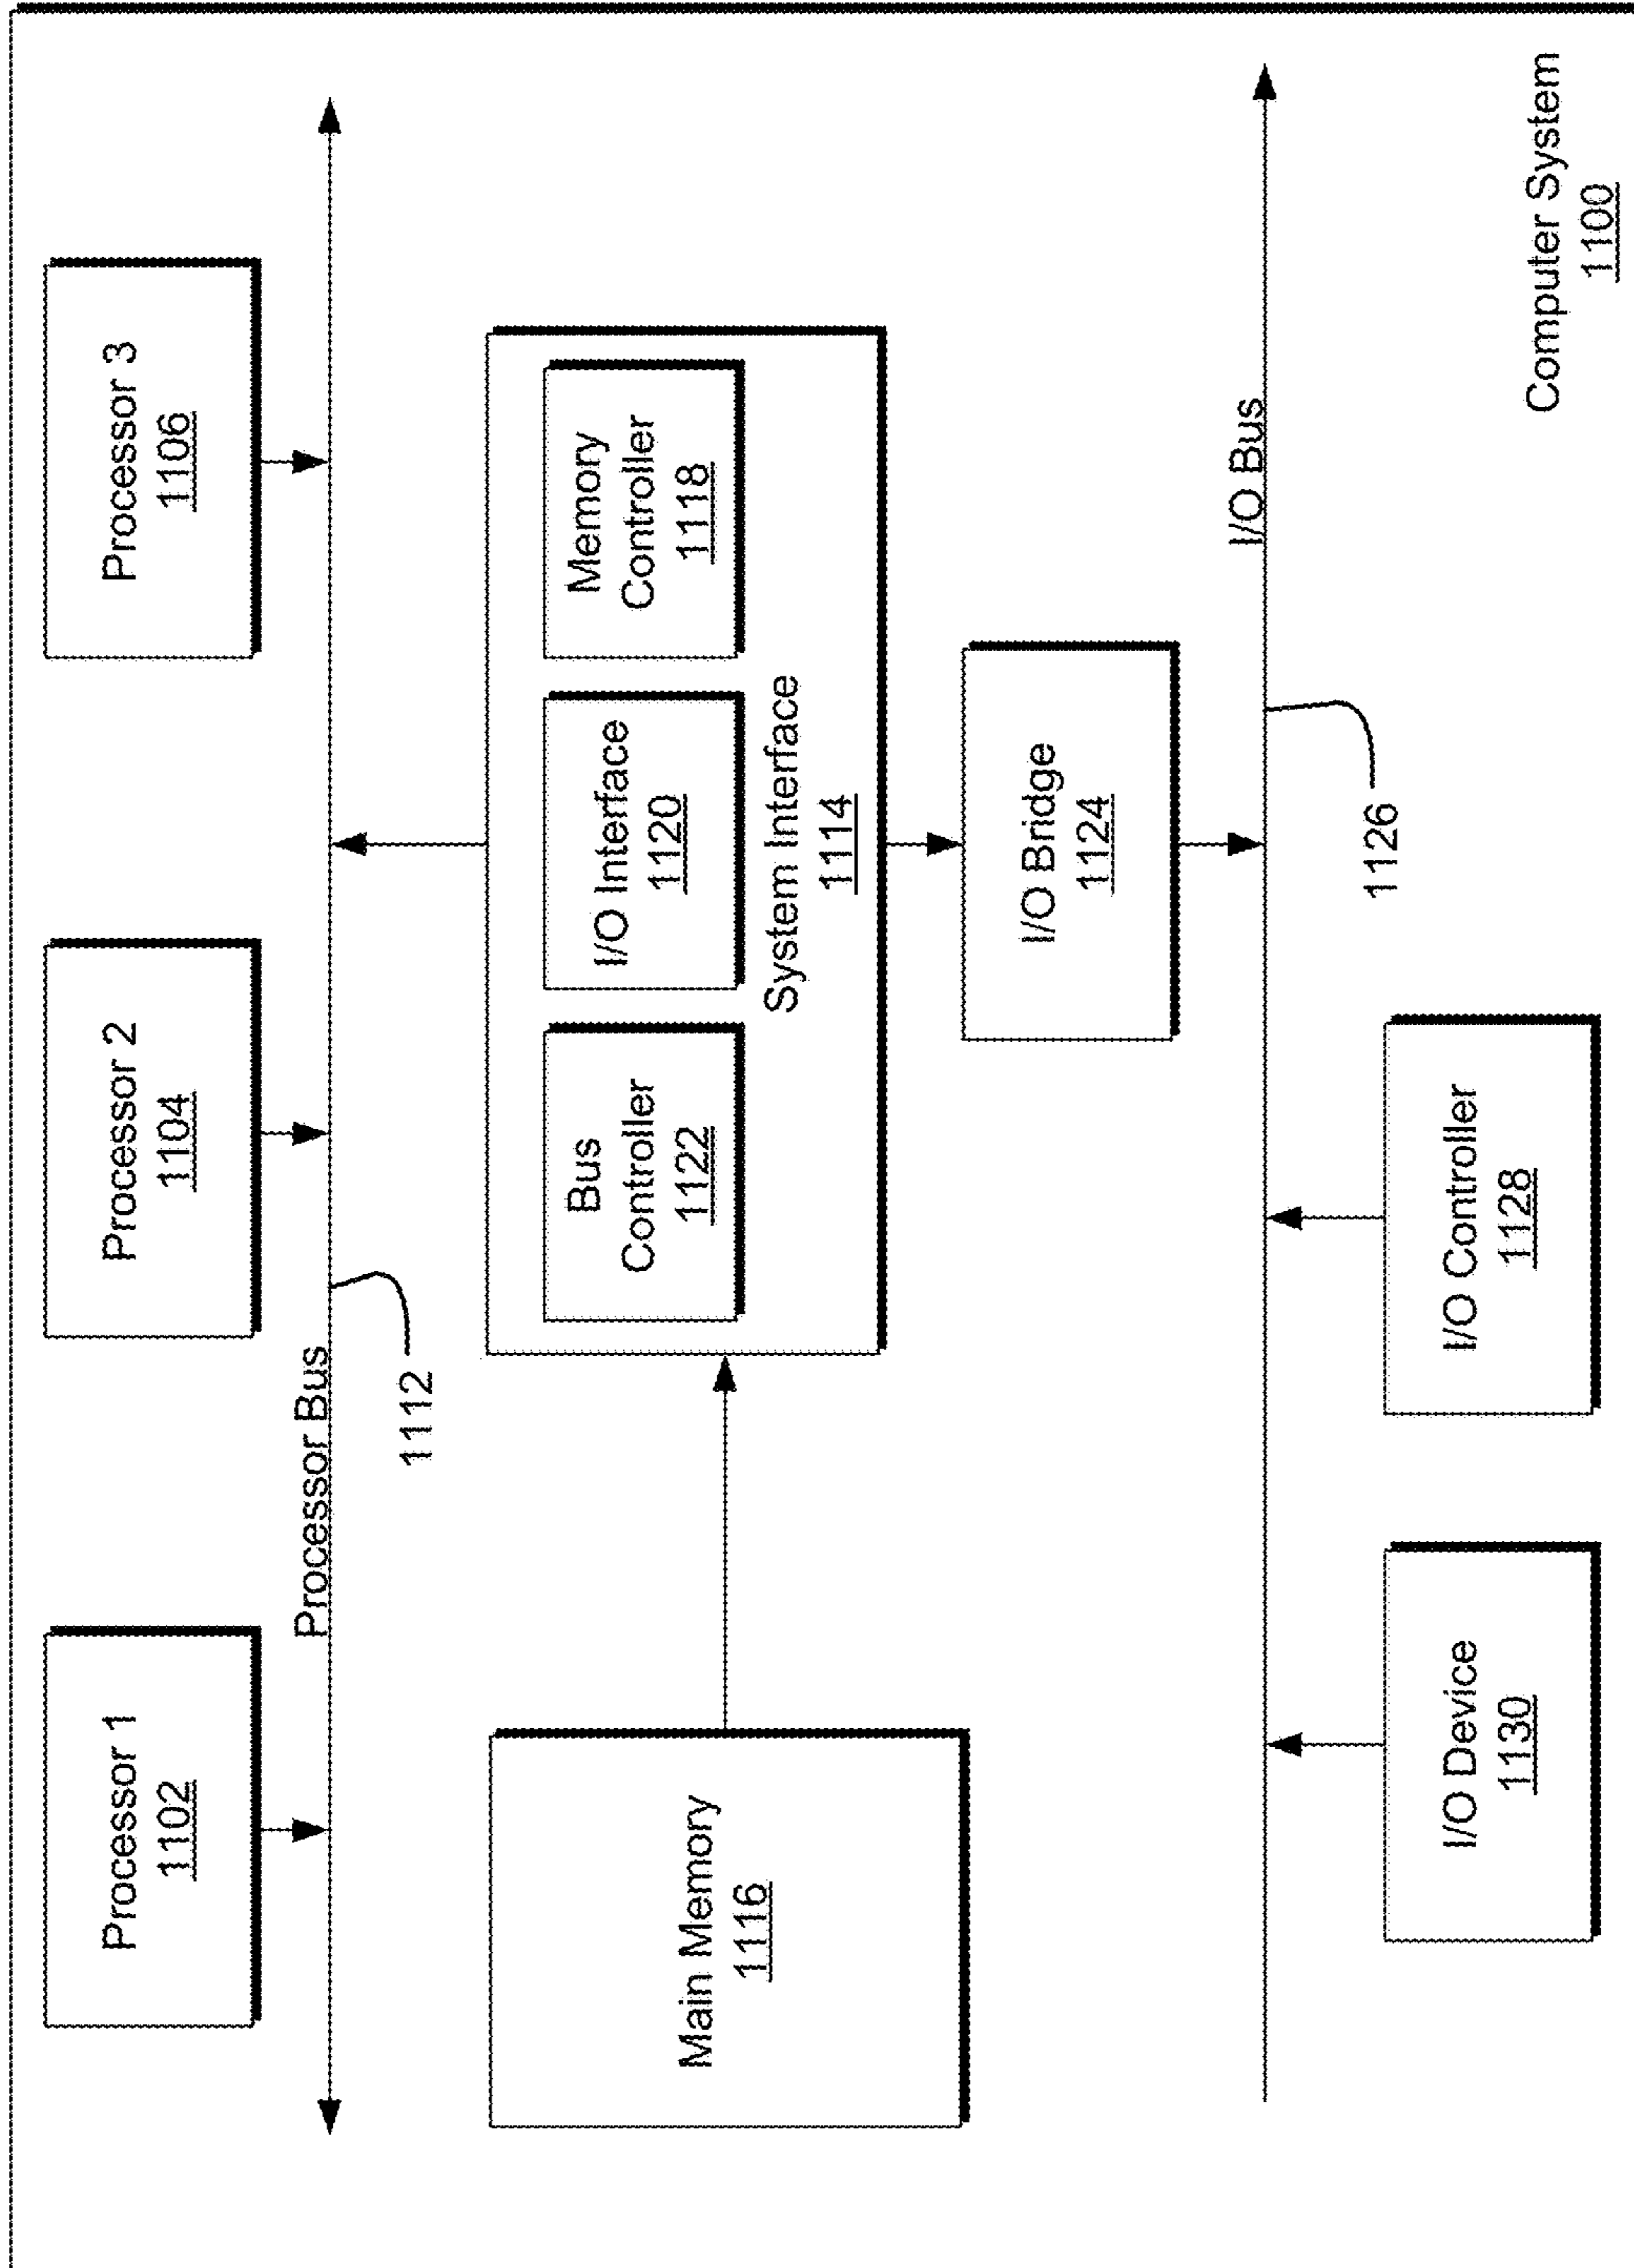 Processor 1
1102
Processor 2
1104
Processor 3
1106
Processor Bus
1112
Main Memory
1116
Bus
Controller
1122
I/O Interface
1120
Memory
Controller
1118
System Interface
1114
I/O Bridge
1124
I/O Bus
1126
I/O Device
1130
I/O Controller
1128
Computer System
1100